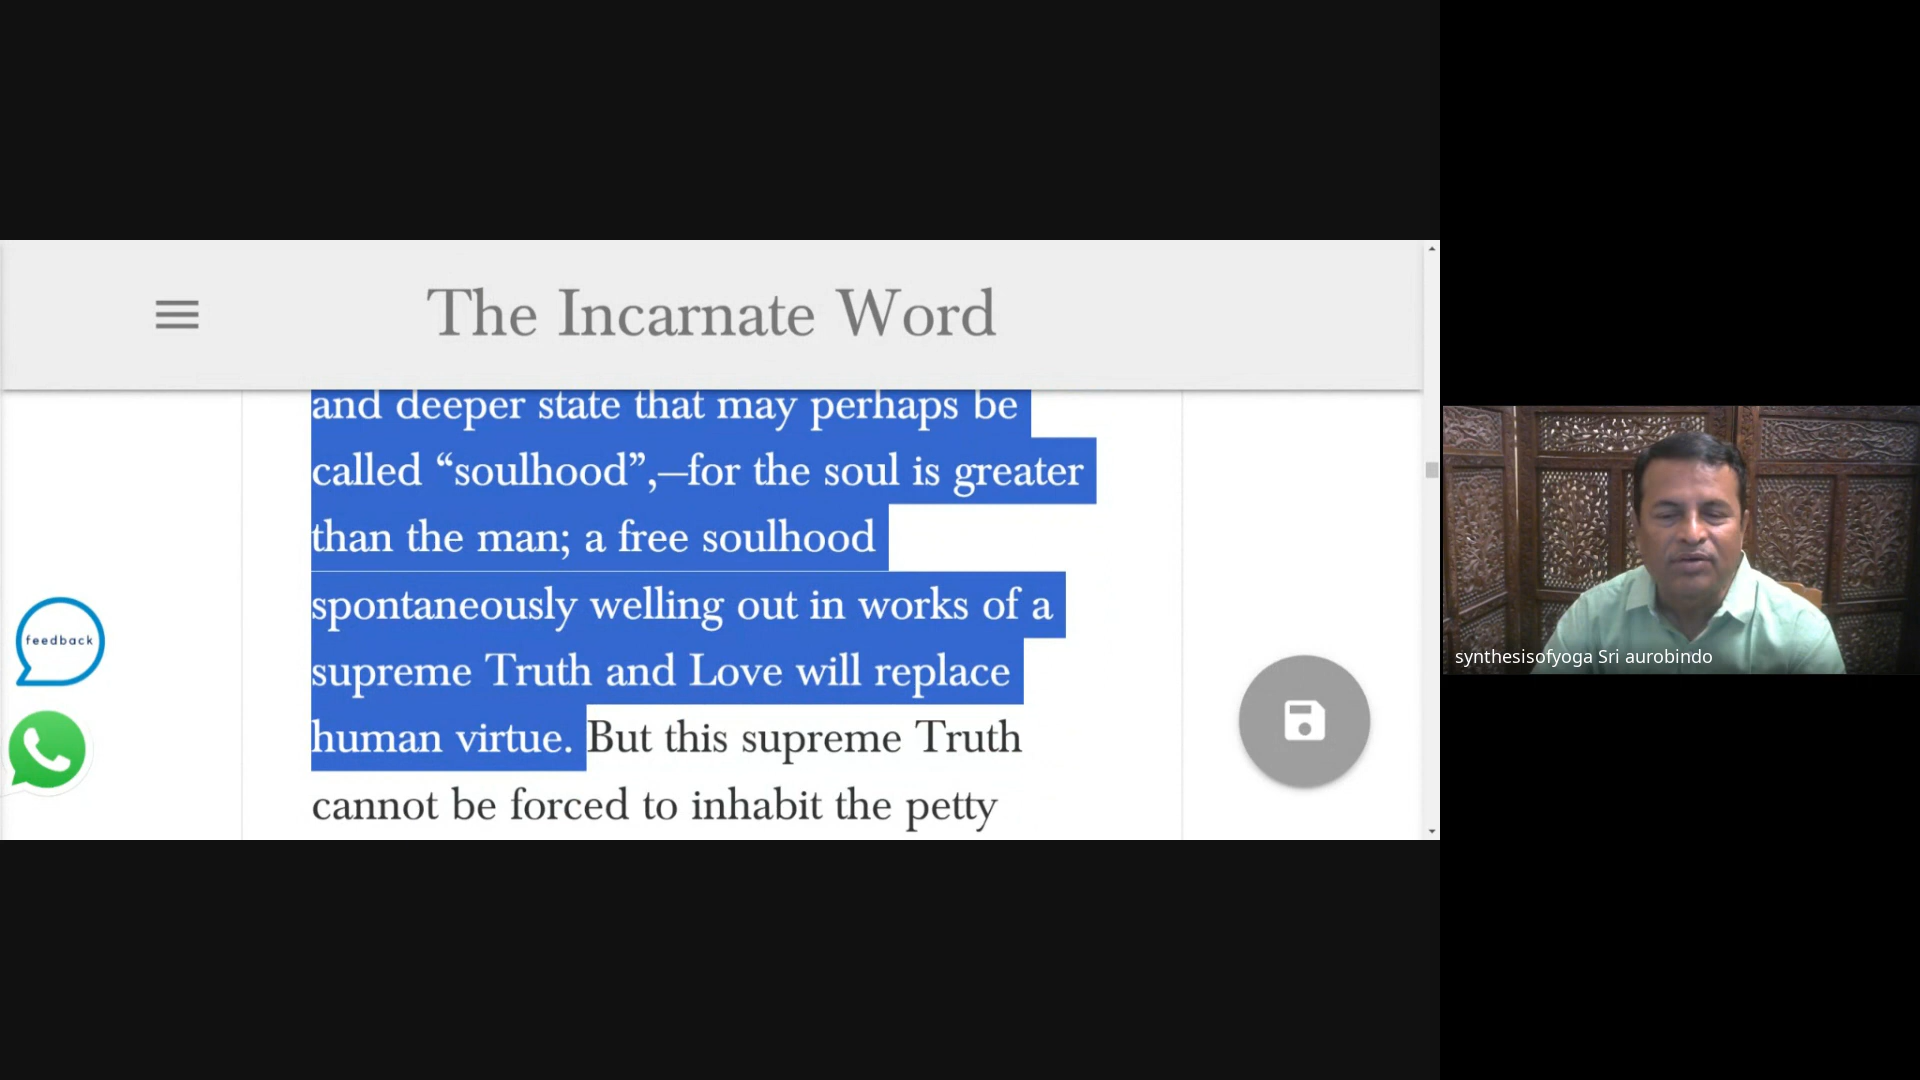 The Incarnate Word
and deeper state that may perhaps be
called “soulhood”,—for the soul is greater
than the man; a free soulhood
spontaneously welling out in works of a
supreme Truth and Love will replace
human virtue. But this supreme Truth
cannot be forced to inhabit the petty
feedback
synthesisofyoga Sri aurobindo